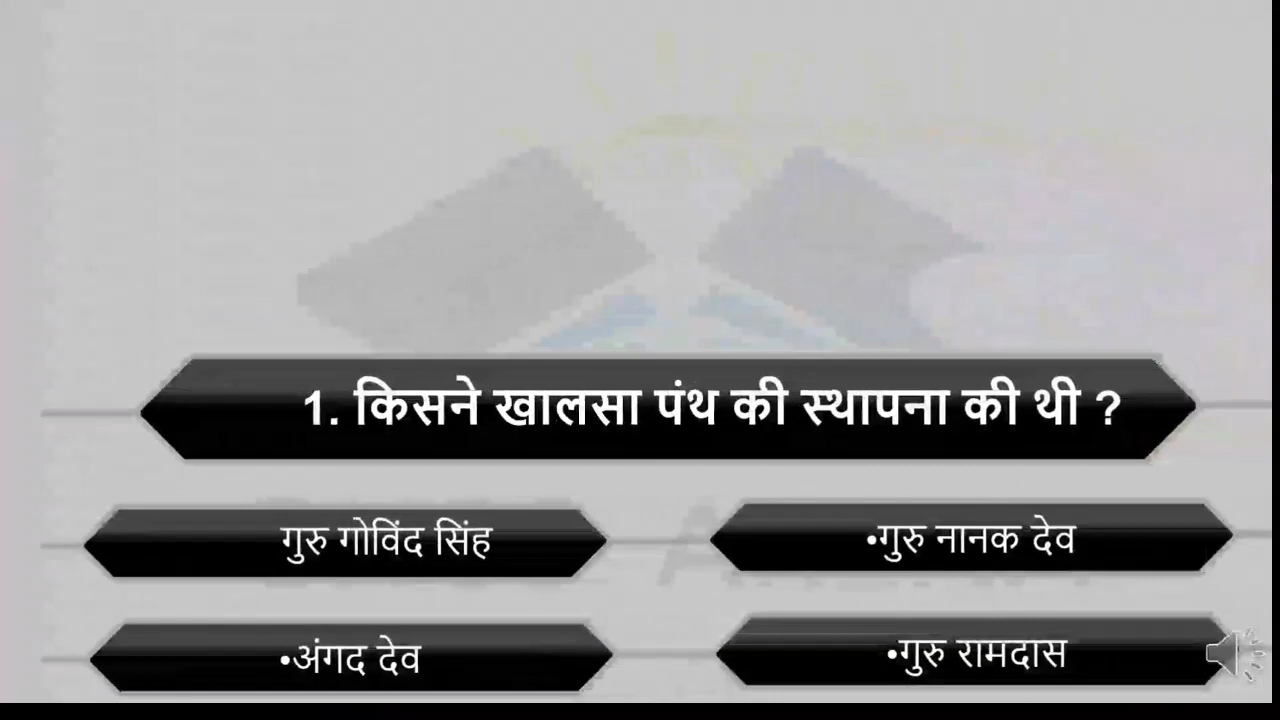 1. किसने खालसा पंथ की स्थापना की थी ?
गुरु गोविंद सिंह
•गुरु नानक देव
•अंगद देव
•गुरु रामदास